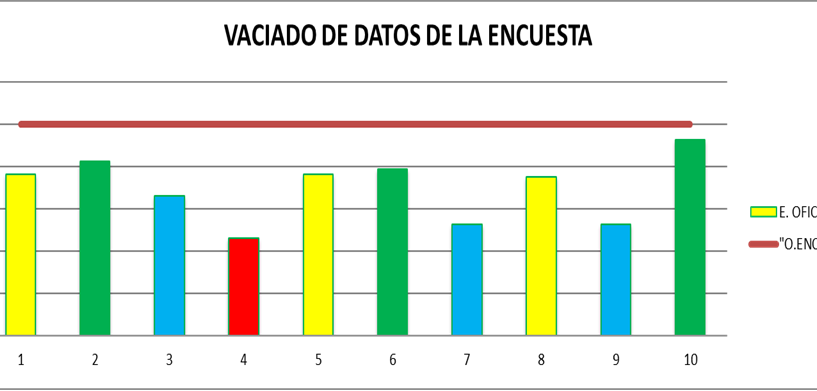 VACIADO DE DATOS DE LA ENCUESTA
E. OFIC
"O.ENC
1 2 3 4 5 6 7 8 9 10